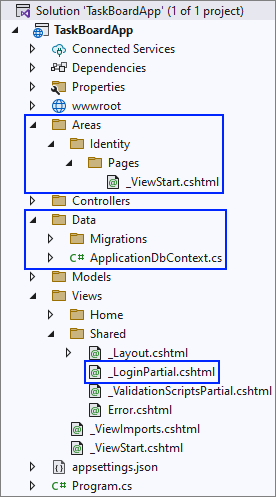 Solution 'TaskBoardApp' (1 of 1 project)
TaskBoardApp
Connected Services
Dependencies
Properties
wwwroot
Areas
Identity
Pages
_ViewStart.cshtml
Controllers
Data
Migrations
C# ApplicationDbContext.cs
Models
Views
Home
Shared
_Layout.cshtml
_LoginPartial.cshtml
_ValidationScriptsPartial.cshtml
Error.cshtml
_ViewImports.cshtml
_ViewStart.cshtml
appsettings.json
C# Program.cs